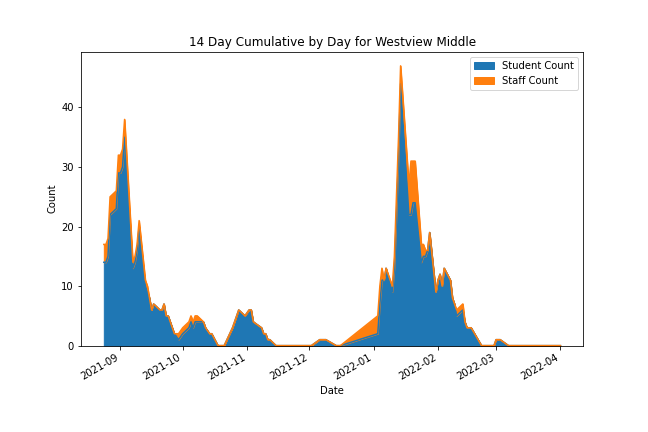 14 Day Cumulative by Day for Westview Middle
Student Count
Staff Count
Count
40
30
20
10
0
2021-09
2021-10
2021-11
2021-12
2022-01
2022-02
2022-03
2022-04
Date